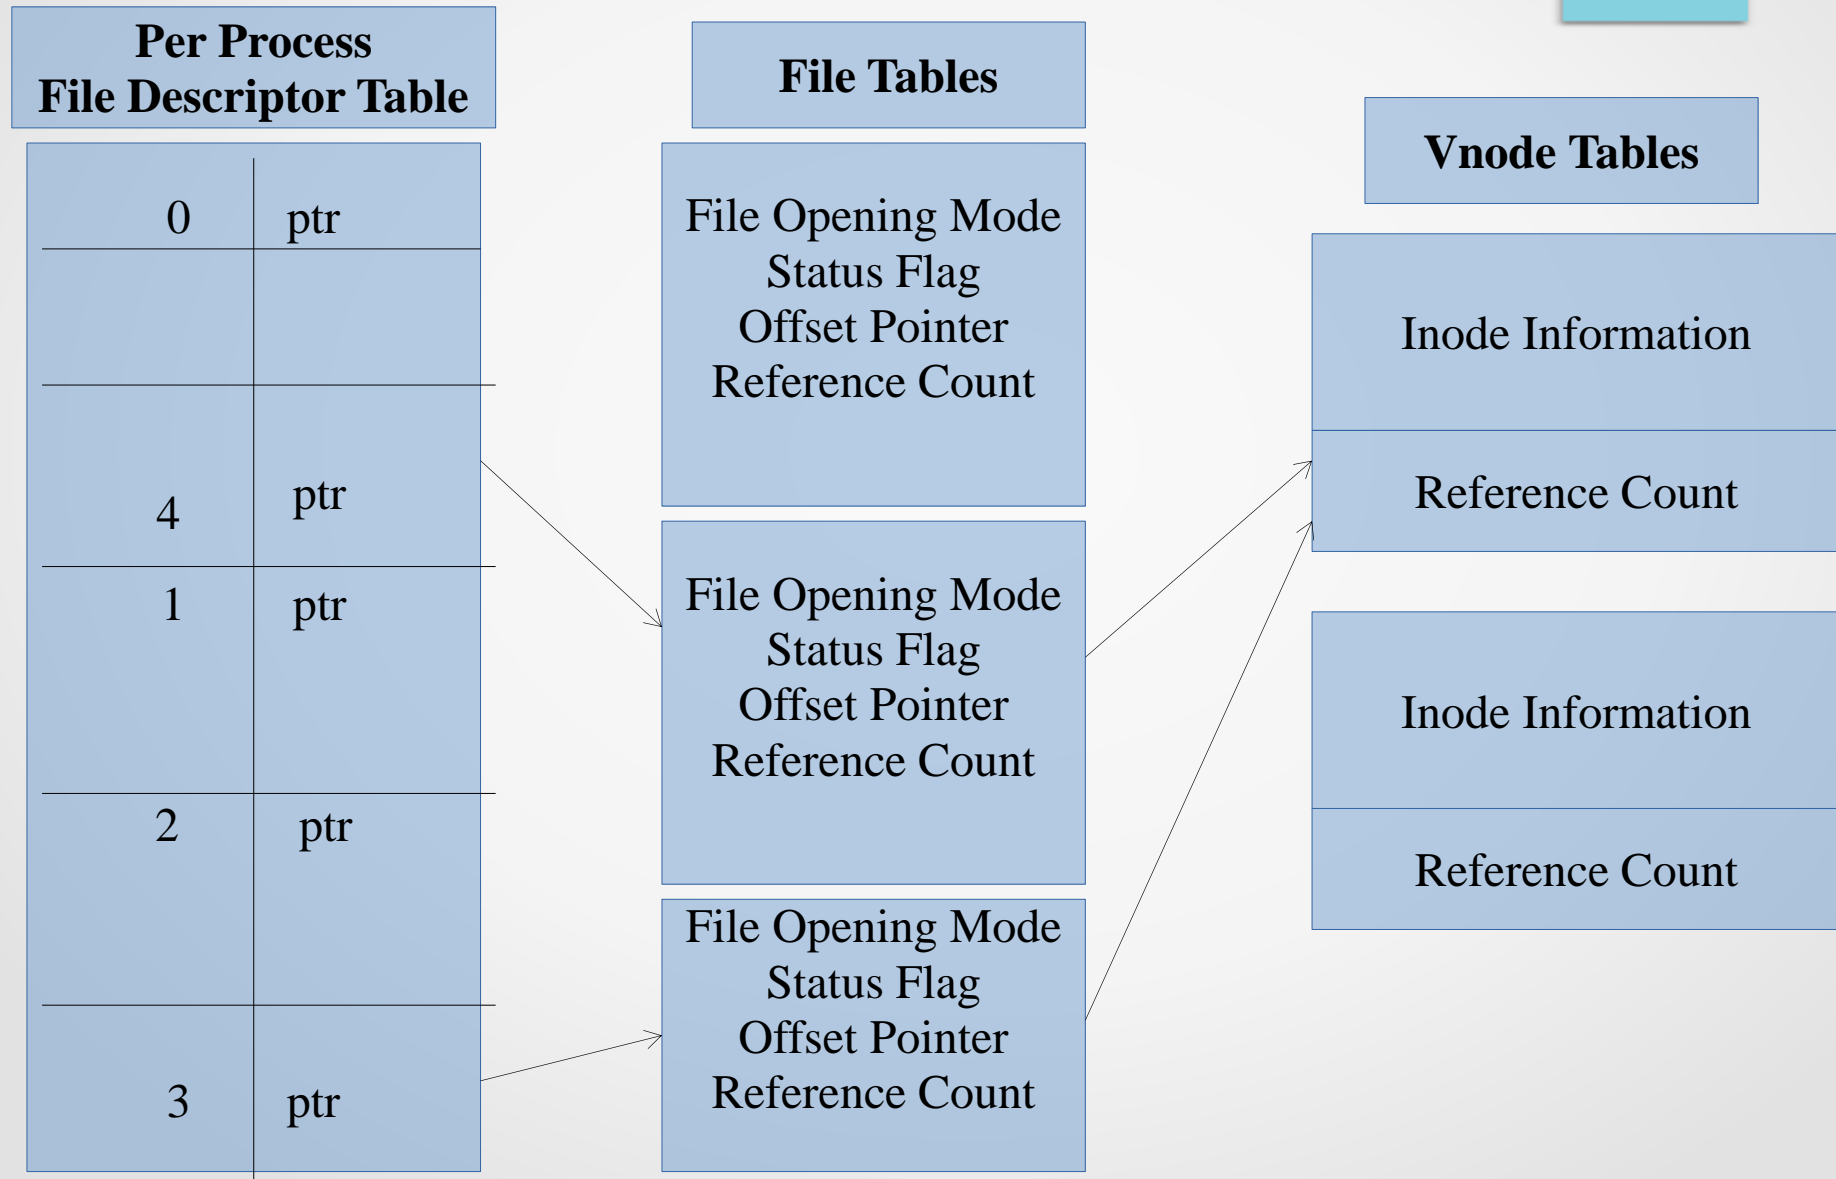 Per Process
File Descriptor Table
0 ptr
4 ptr
1 ptr
2 ptr
3 ptr
File Tables
File Opening Mode
Status Flag
Offset Pointer
Reference Count
File Opening Mode
Status Flag
Offset Pointer
Reference Count
File Opening Mode
Status Flag
Offset Pointer
Reference Count
Vnode Tables
Inode Information
Reference Count
Inode Information
Reference Count